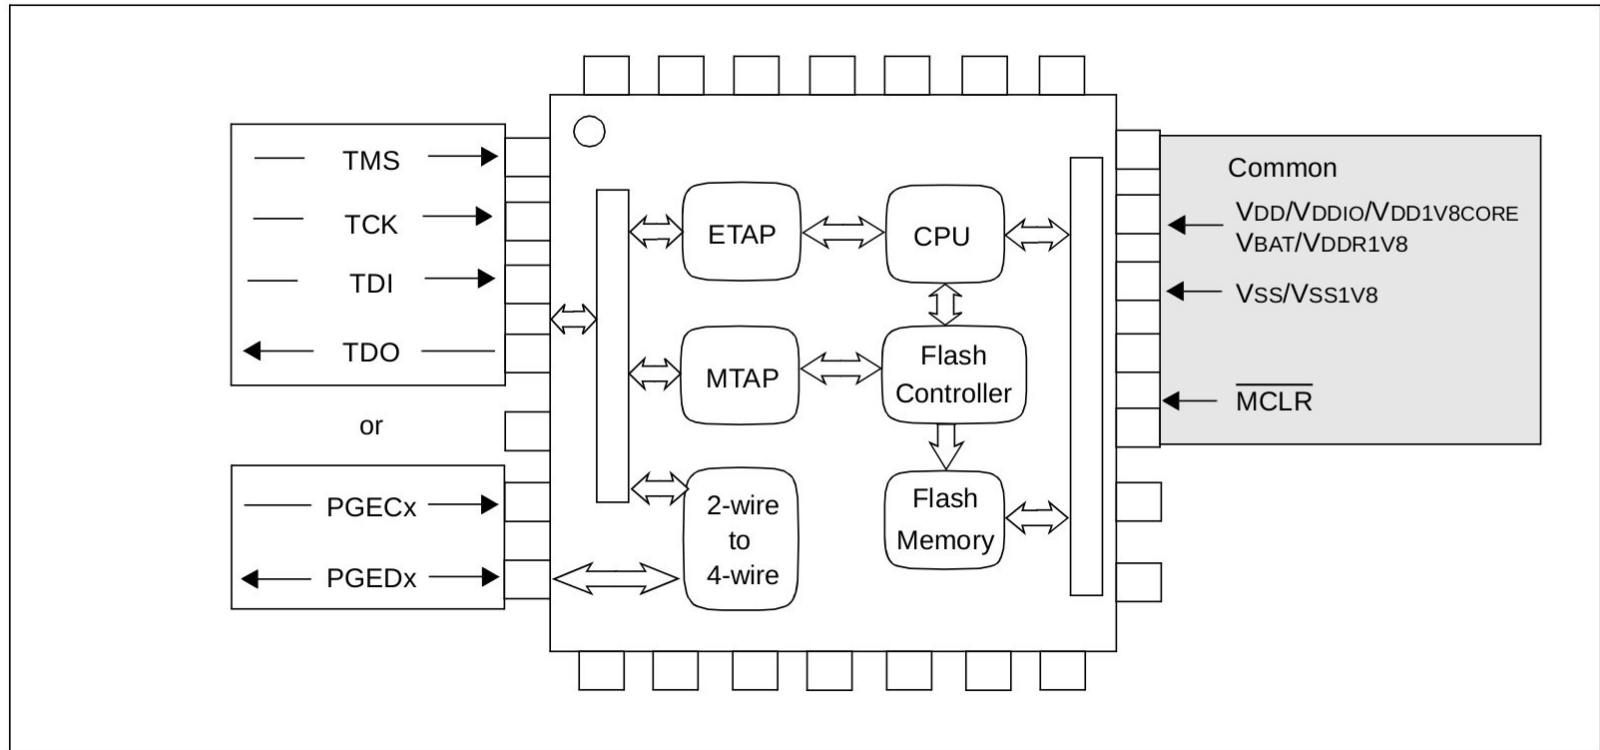 TMS
TCK
TDI
TDO
or
PGECx
PGEDx
ETAP
CPU
MTAP
Flash
Controller
2-wire
to
4-wire
Flash
Memory
Common
VDD/VDDIO/VDD1V8CORE
VBAT/VDDR1V8
VSS/VSS1V8
MCLR